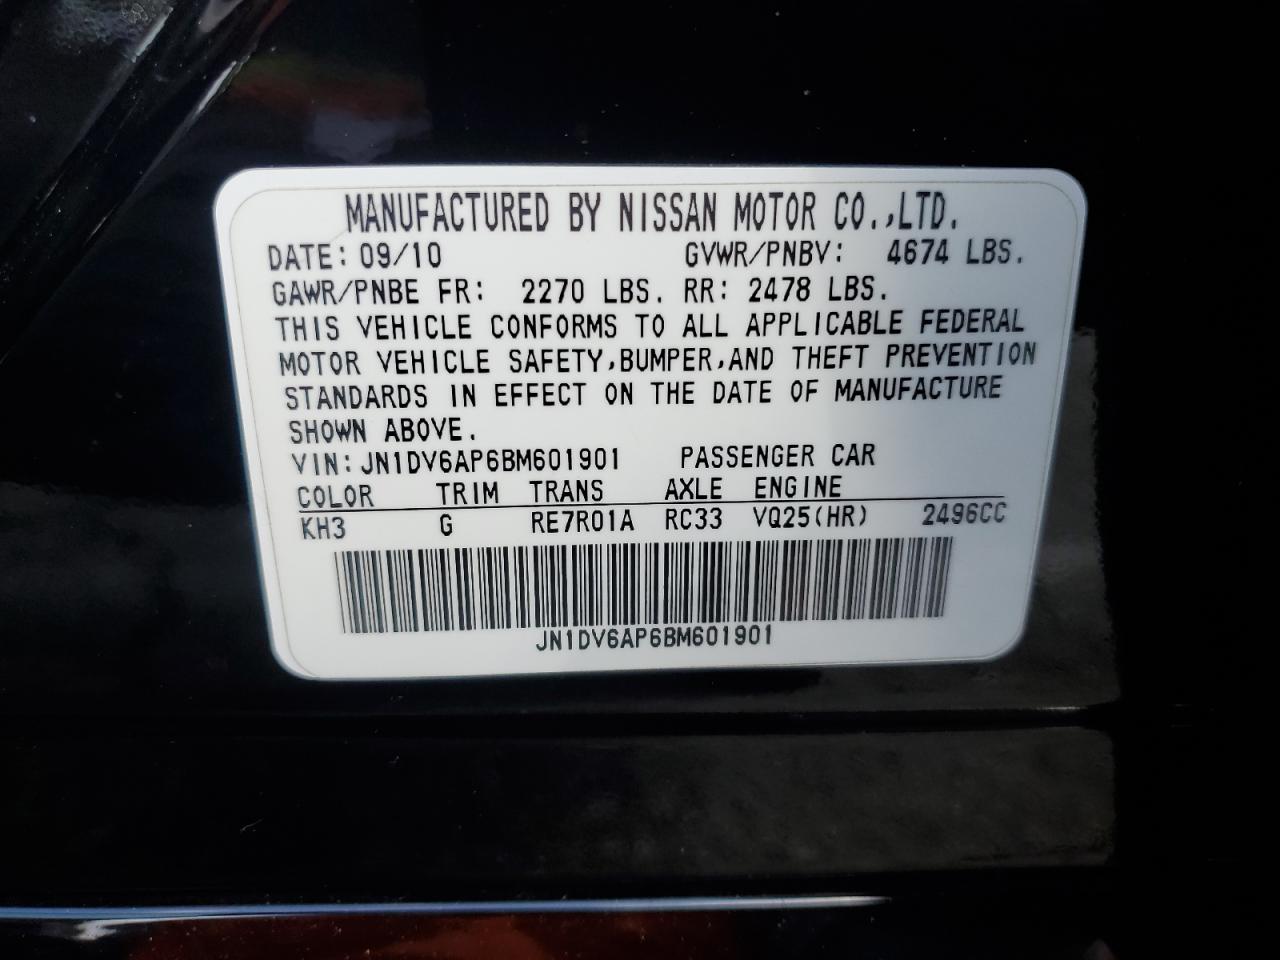 MANUFACTURED BY NISSAN MOTOR CO.,LTD.
DATE: 09/10 GVWR/PNBV: 4674 LBS.
GAWR/PNBE FR: 2270 LBS. RR: 2478 LBS.
THIS VEHICLE CONFORMS TO ALL APPLICABLE FEDERAL
MOTOR VEHICLE SAFETY,BUMPER,AND THEFT PREVENTION
STANDARDS IN EFFECT ON THE DATE OF MANUFACTURE
SHOWN ABOVE.
VIN: JN1DV6AP6BM601901 PASSENGER CAR
COLOR TRIM TRANS AXLE ENGINE
KH3 G RE7R01A RC33 VQ25(HR) 2496CC
JN1DV6AP6BM601901